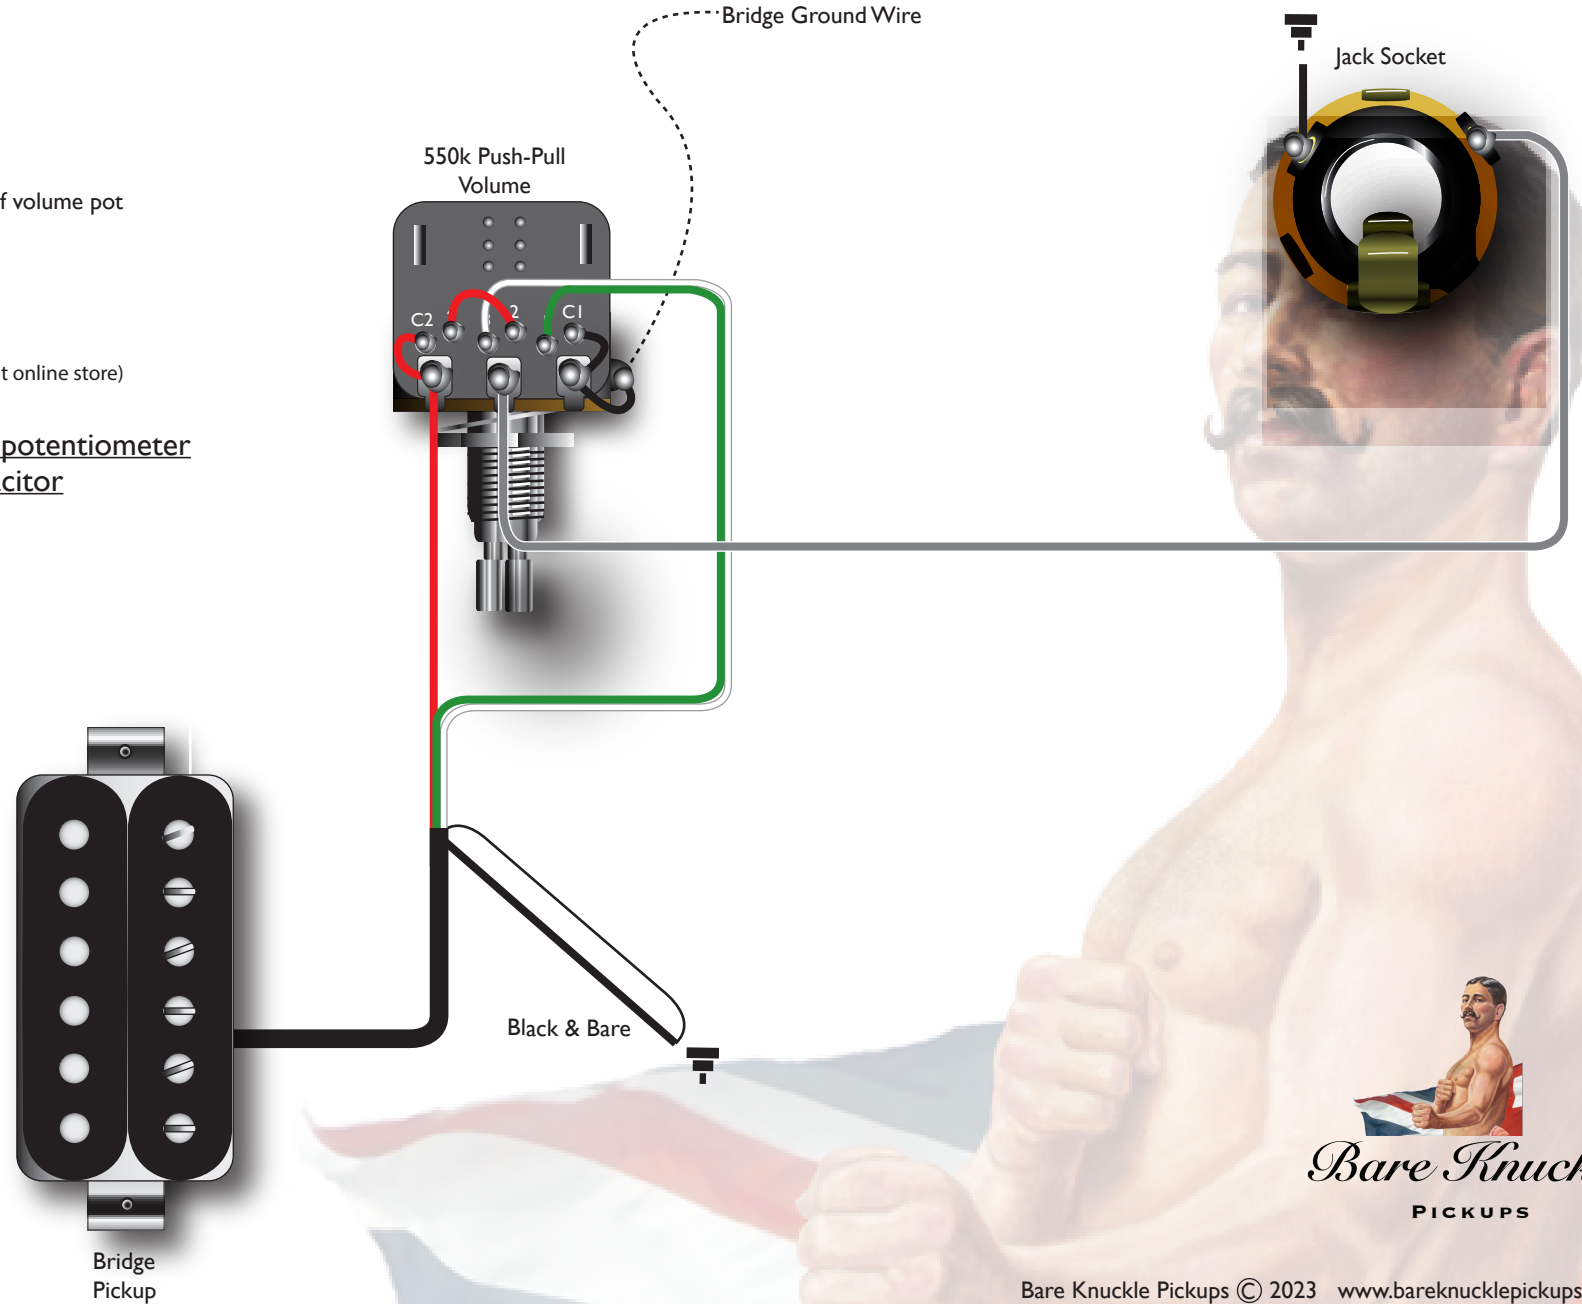 Bridge Ground Wire
Jack Socket
550k Push-Pull
Volume
f volume pot
C2
2
C1
t online store)
potentiometer
citor
Black & Bare
Bridge
Pickup
Bare Knuck
PICKUPS
Bare Knuckle Pickups © 2023 www.bareknucklepickups